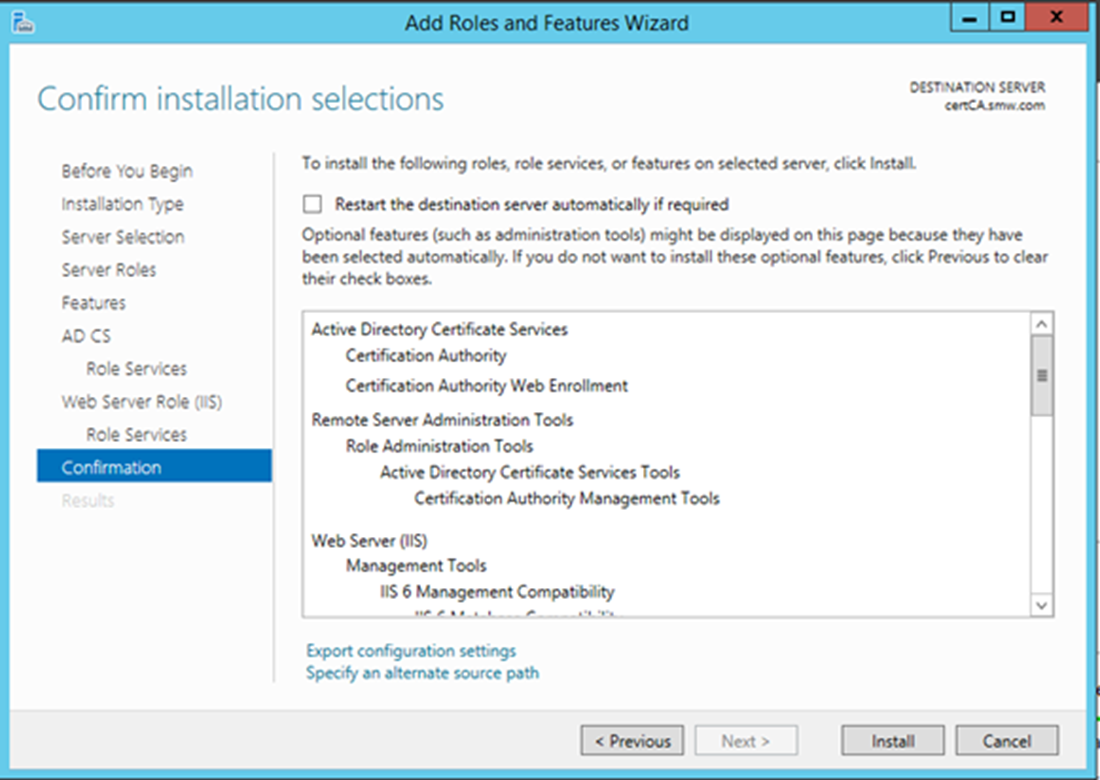 Add Roles and Features Wizard
Confirm installation selections
DESTINATION SERVER
certCA.smw.com
Before You Begin
Installation Type
Server Selection
Server Roles
Features
AD CS
Role Services
Web Server Role (IIS)
Role Services
Confirmation
Results
To install the following roles, role services, or features on selected server, click Install.
Restart the destination server automatically if required
Optional features (such as administration tools) might be displayed on this page because they have
been selected automatically. If you do not want to install these optional features, click Previous to clear
their check boxes.
Active Directory Certificate Services
Certification Authority
Certification Authority Web Enrollment
Remote Server Administration Tools
Role Administration Tools
Active Directory Certificate Services Tools
Certification Authority Management Tools
Web Server (IIS)
Management Tools
IIS 6 Management Compatibility
Export configuration settings
Specify an alternate source path
< Previous
Next >
Install
Cancel